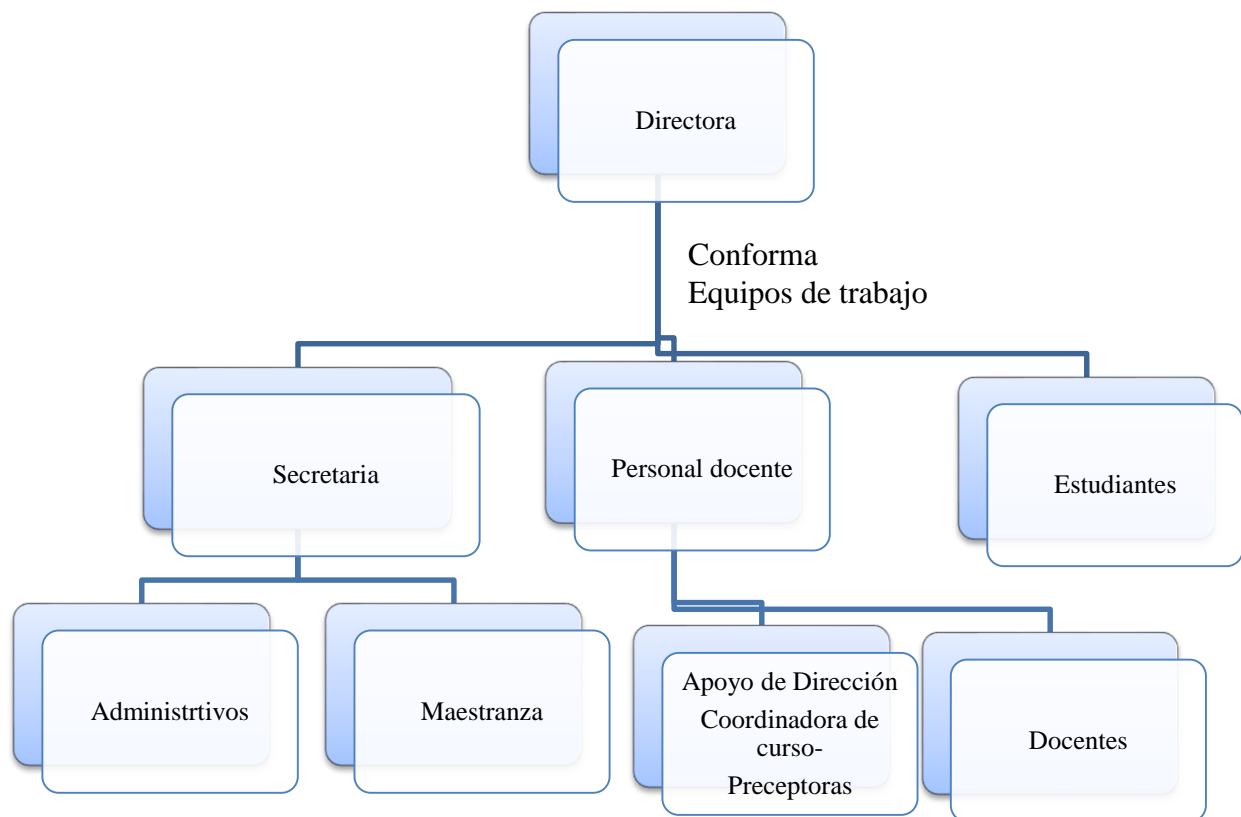 Directora
Conforma
Equipos de trabajo
Secretaria
Personal docente
Estudiantes
Administrtivos
Maestranza
Apoyo de Dirección
Coordinadora de
curso-
Preceptoras
Docentes